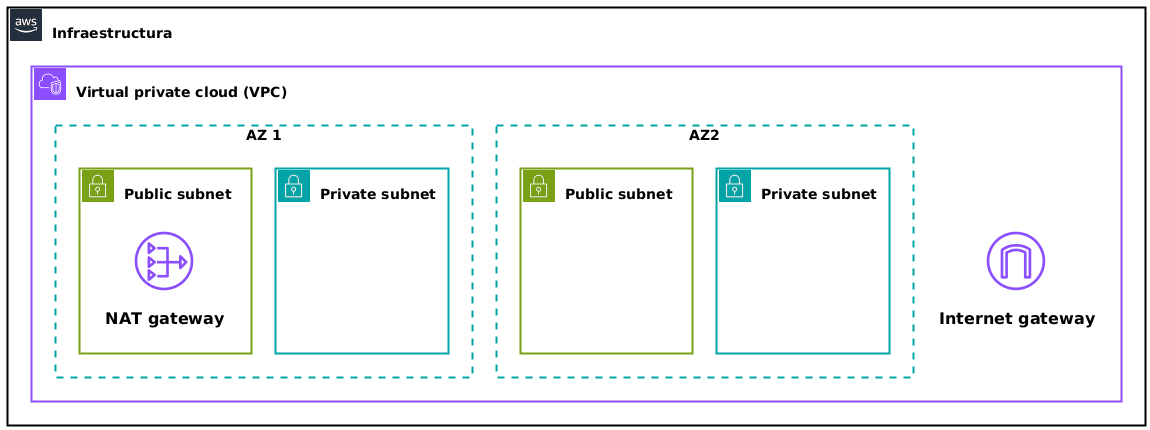 aws
Infraestructura
Virtual private cloud (VPC)
AZ 1
Public subnet
Private subnet
NAT gateway
AZ2
Public subnet
Private subnet
Internet gateway